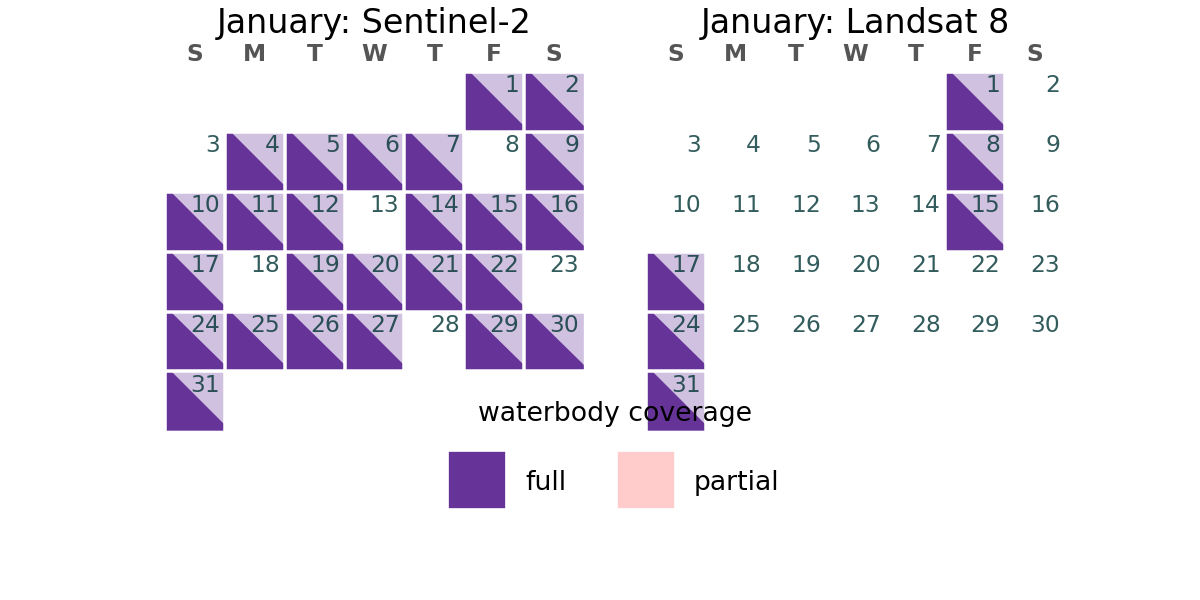 January: Sentinel-2
S M T W T F S
1 2
3 4 5 6 7 8 9
10 11 12 13 14 15 16
17 18 19 20 21 22 23
24 25 26 27 28 29 30
31
January: Landsat 8
S M T W T F S
1 2
3 4 5 6 7 8 9
10 11 12 13 14 15 16
17 18 19 20 21 22 23
24 25 26 27 28 29 30
31
waterbody coverage
full partial